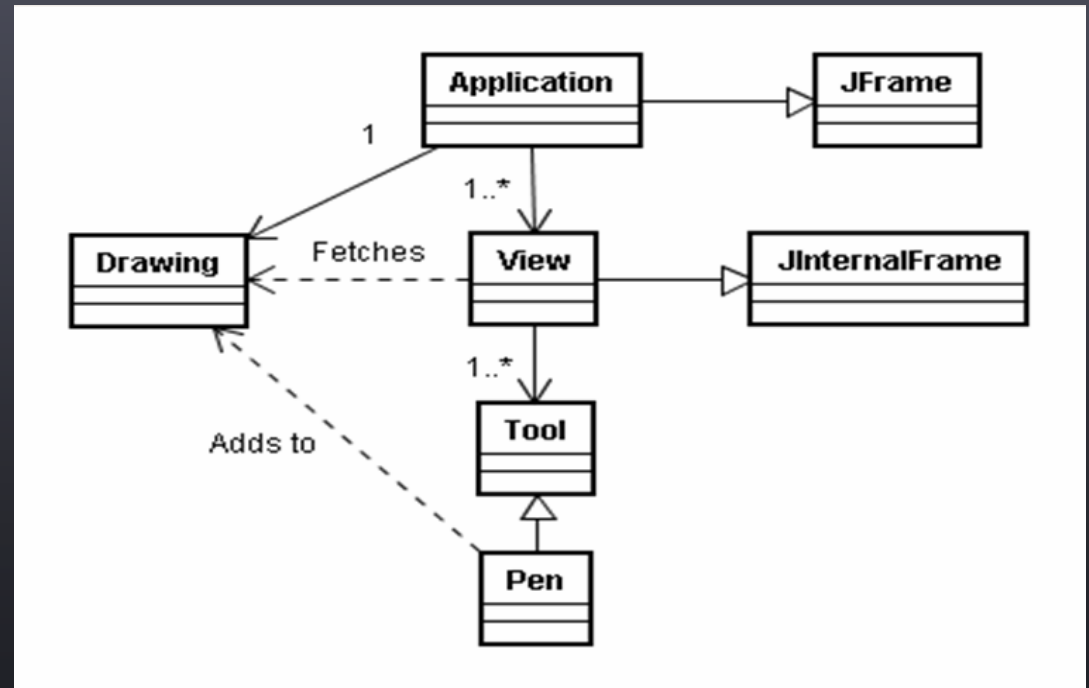 Application
JFrame
1
1..*
Drawing
Fetches
View
JInternalFrame
1..*
Tool
Adds to
Pen